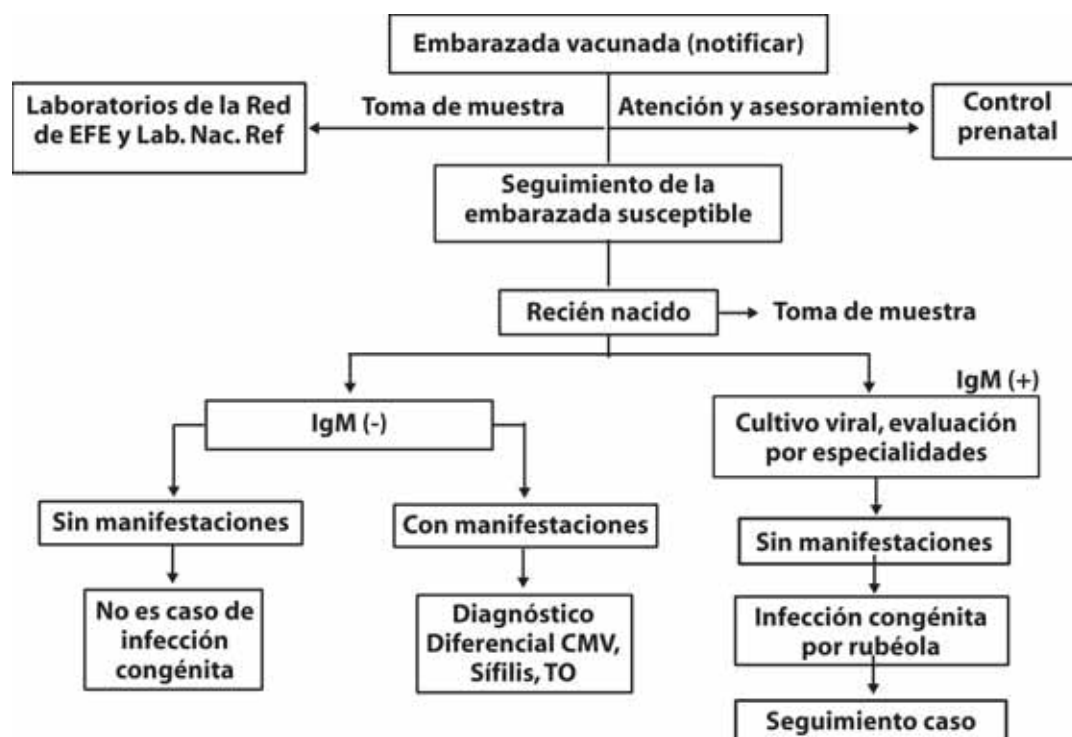 Embarazada vacunada (notificar)
Laboratorios de la Red
de EFE y Lab. Nac. Ref
Toma de muestra
Atención y asesoramiento
Control
prenatal
Seguimiento de la
embarazada susceptible
Recién nacido
Toma de muestra
IgM (-)
IgM (+)
Cultivo viral, evaluación
por especialidades
Sin manifestaciones
Con manifestaciones
Sin manifestaciones
No es caso de
infección
congénita
Diagnóstico
Diferencial CMV,
Sífilis, TO
Infección congénita
por rubéola
Seguimiento caso